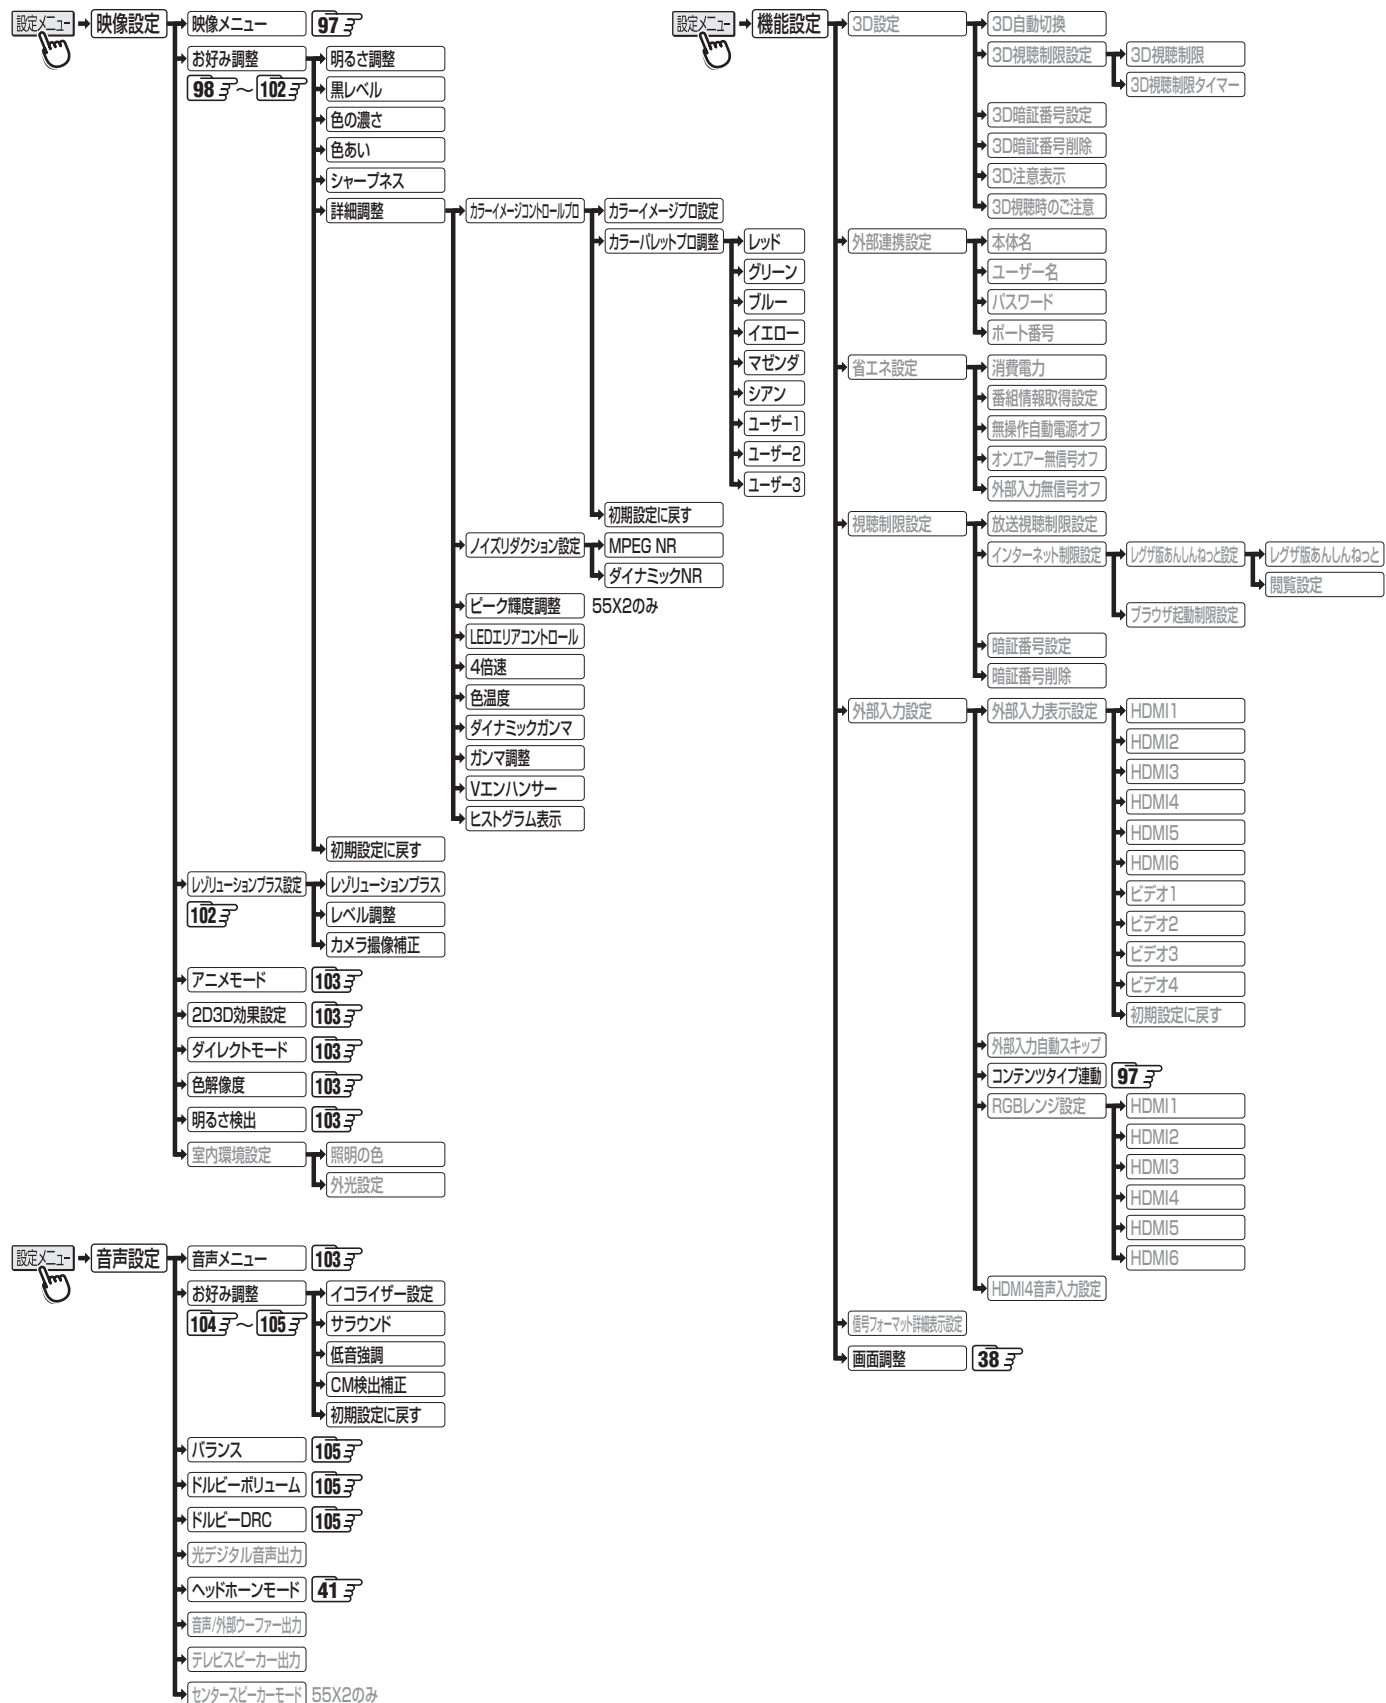 設定メニュー 映像設定 映像メニュー 97
お好み調整 明るさ調整
98 ～ 102 黒レベル
色の濃さ
色あい
シャープネス
詳細調整 カラーイメージコントロールプロ カラーイメージプロ設定
カラーパレットプロ調整 レッド
グリーン
ブルー
イエロー
マゼンダ
シアン
ユーザー1
ユーザー2
ユーザー3
初期設定に戻す
ノイズリダクション設定 MPEG NR
ダイナミックNR
ピーク輝度調整 55X2のみ
LEDエリアコントロール
4倍速
色温度
ダイナミックガンマ
ガンマ調整
Vエンハンサー
ヒストグラム表示
初期設定に戻す
レゾリューションプラス設定 レゾリューションプラス
102 レベル調整
カメラ撮像補正
アニメモード 103
2D3D効果設定 103
ダイレクトモード 103
色解像度 103
明るさ検出 103
室内環境設定 照明の色
外光設定
設定メニュー 音声設定 音声メニュー 103
お好み調整 イコライザー設定
104 ～ 105 サラウンド
低音強調
CM検出補正
初期設定に戻す
バランス 105
ドルビーボリューム 105
ドルビーDRC 105
光デジタル音声出力
ヘッドホーンモード 41
音声/外部ウーファー出力
テレビスピーカー出力
センタースピーカーモード 55X2のみ
設定メニュー 機能設定 3D設定 3D自動切換
3D視聴制限設定 3D視聴制限
3D視聴制限タイマー
3D暗証番号設定
3D暗証番号削除
3D注意表示
3D視聴時のご注意
外部連携設定 本体名
ユーザー名
パスワード
ポート番号
省エネ設定 消費電力
番組情報取得設定
無操作自動電源オフ
オンエアー無信号オフ
外部入力無信号オフ
視聴制限設定 放送視聴制限設定
インターネット制限設定 レグザ版あんしんねっと設定 レグザ版あんしんねっと
閲覧設定
ブラウザ起動制限設定
暗証番号設定
暗証番号削除
外部入力設定 外部入力表示設定 HDMI1
HDMI2
HDMI3
HDMI4
HDMI5
HDMI6
ビデオ1
ビデオ2
ビデオ3
ビデオ4
初期設定に戻す
外部入力自動スキップ
コンテンツタイプ連動 97
RGBレンジ設定 HDMI1
HDMI2
HDMI3
HDMI4
HDMI5
HDMI6
HDMI4音声入力設定
信号フォーマット詳細表示設定
画面調整 38